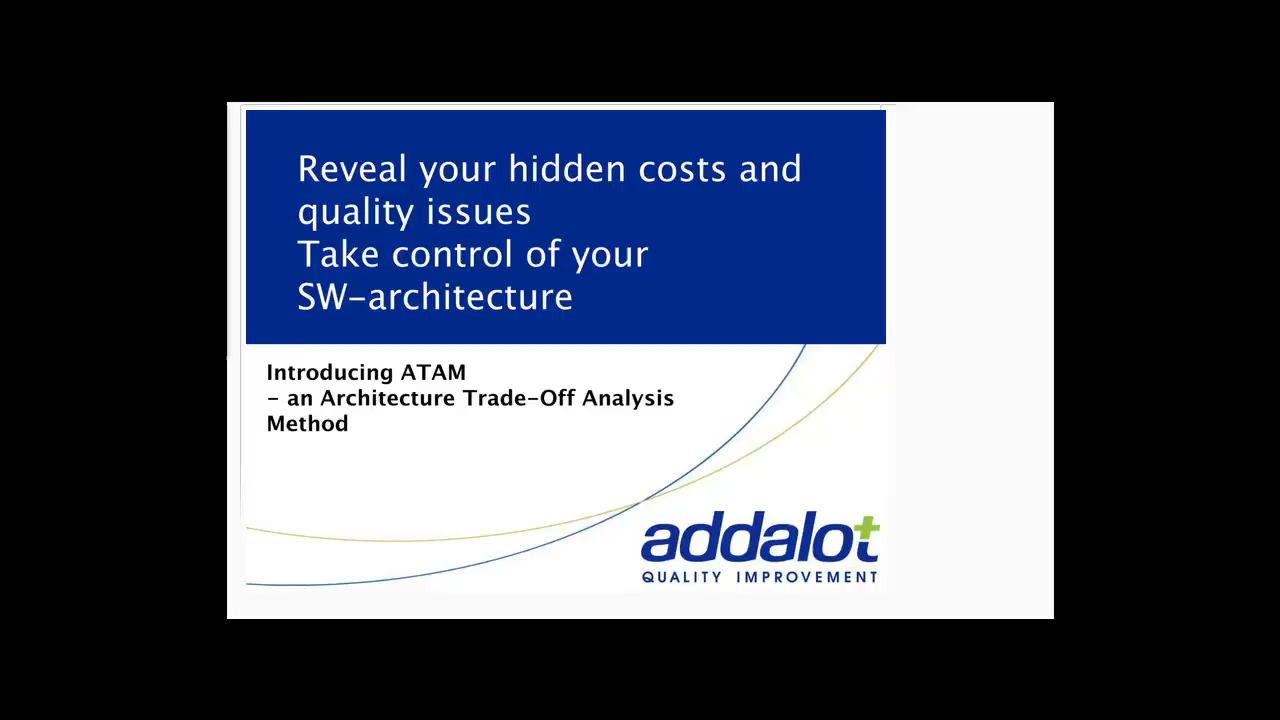 Reveal your hidden costs and
quality issues
Take control of your
SW-architecture
Introducing ATAM
- an Architecture Trade-Off Analysis
Method
addalot
QUALITY IMPROVEMENT